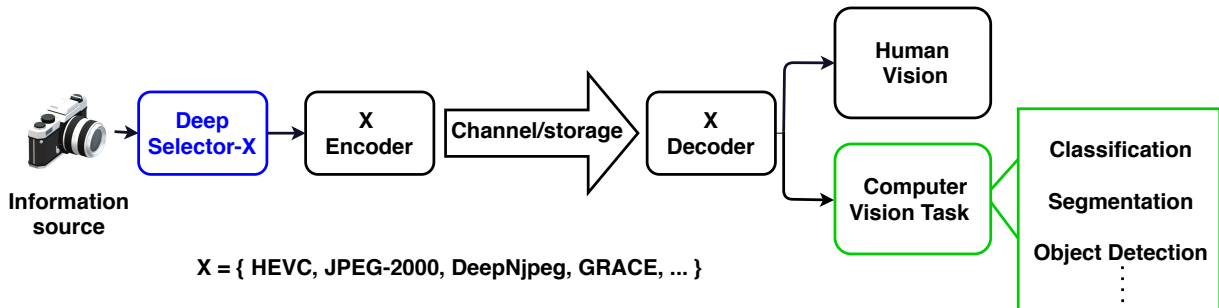 Information
source
Deep
Selector-X
X
Encoder
Channel/storage
X
Decoder
Human
Vision
Computer
Vision Task
Classification
Segmentation
Object Detection
X = { HEVC, JPEG-2000, DeepNjpeg, GRACE, ... }